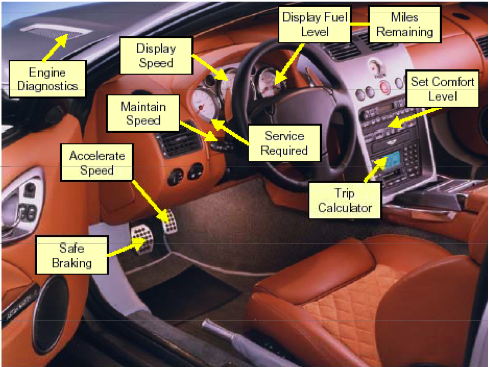 Display Fuel
Level
Miles
Remaining
Display
Speed
Engine
Diagnostics
Set Comfort
Level
Maintain
Speed
Service
Required
Accelerate
Speed
Trip
Calculator
Safe
Braking